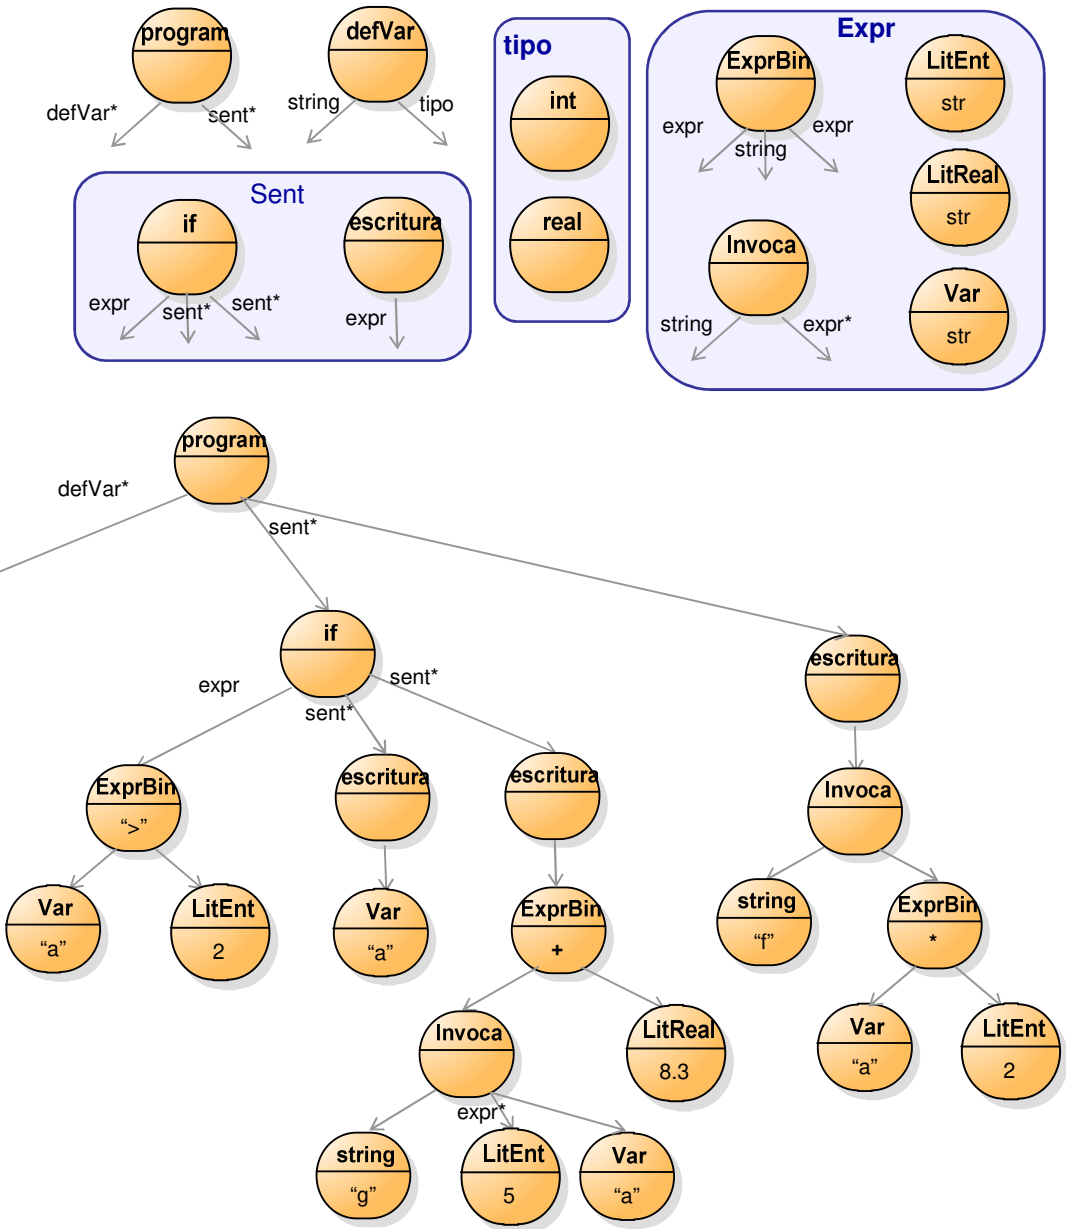 program
defVar
defVar*
sent*
string
tipo
tipo
int
real
Expr
ExprBin
expr
string
expr
LitEnt
str
LitReal
str
Invoca
string
expr*
Var
str
Sent
if
expr
sent*
sent*
escritura
expr
program
defVar*
sent*
if
expr
sent*
sent*
escritura
ExprBin
“>”
escritura
escritura
Invoca
Var
“a”
LitEnt
2
Var
“a”
ExprBin
+
string
“f”
ExprBin
*
Invoca
expr*
LitReal
8.3
Var
“a”
LitEnt
2
string
“g”
LitEnt
5
Var
“a”